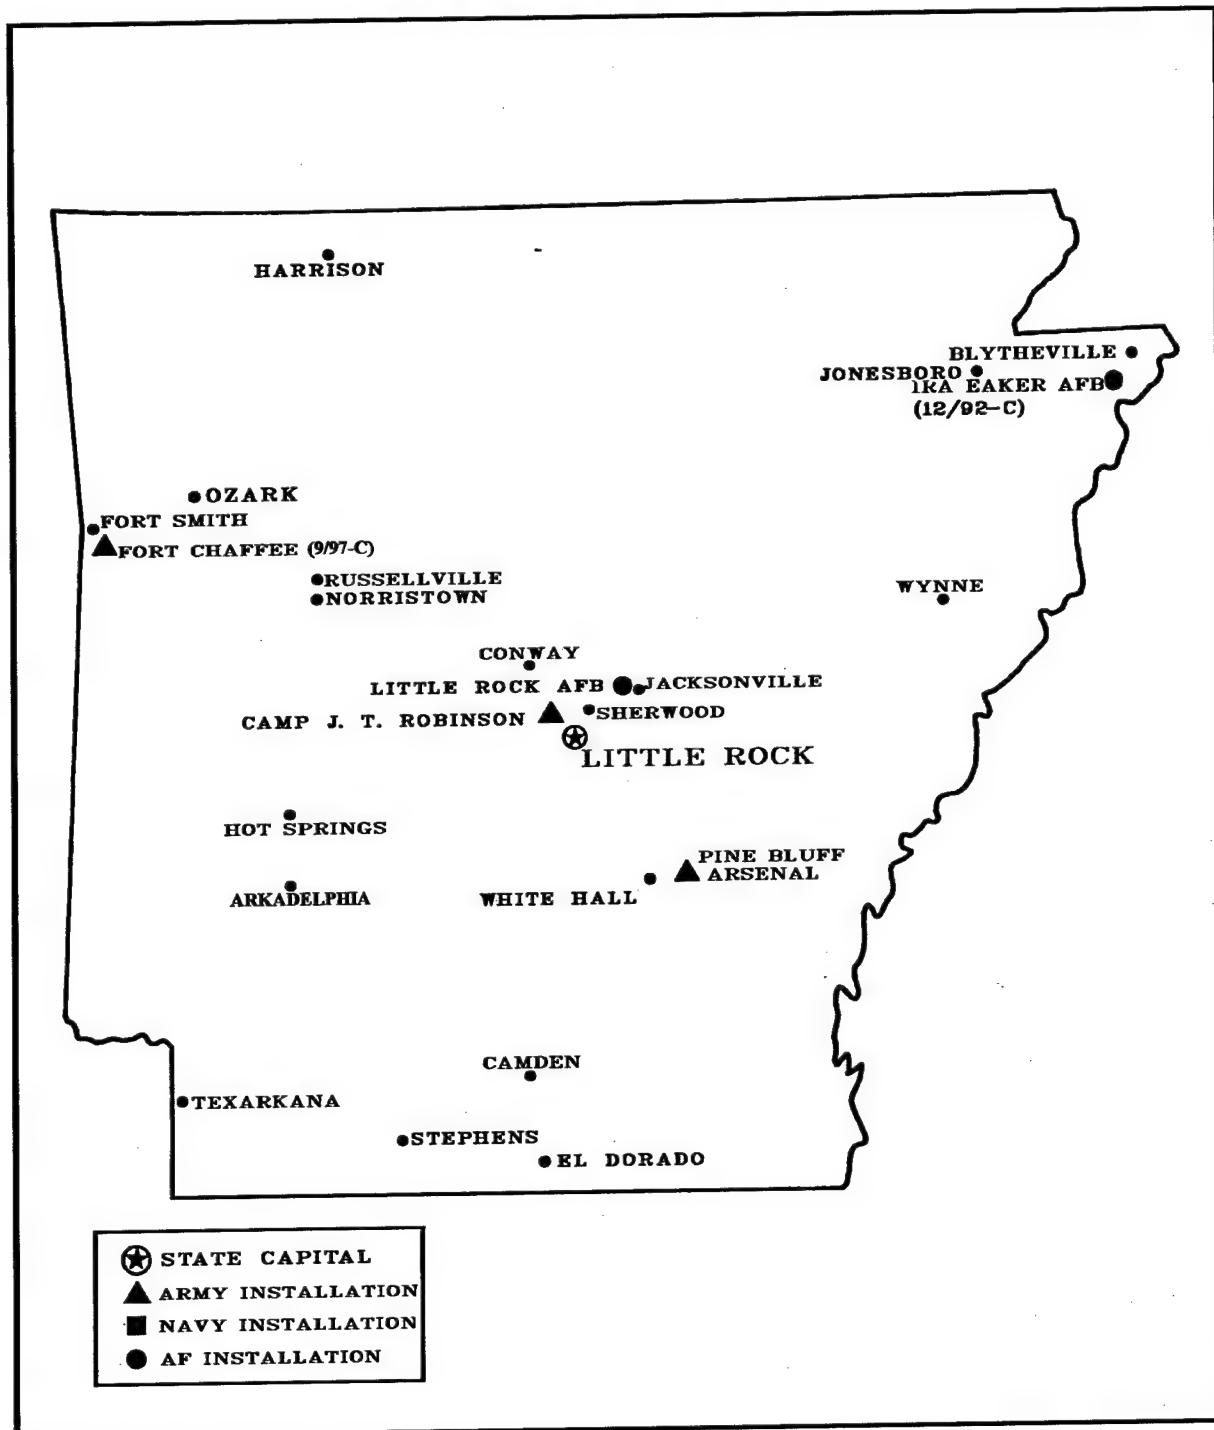 HARRISON
BLYTHEVILLE
JONESBORO
IRA EAKER AFB
(12/92-C)
OZARK
FORT SMITH
FORT CHAFFEE (9/97-C)
RUSSELLVILLE
NORRISTOWN
WYNNE
CONWAY
LITTLE ROCK AFB
JACKSONVILLE
CAMP J. T. ROBINSON
SHERWOOD
LITTLE ROCK
HOT SPRINGS
PINE BLUFF
ARSENAL
ARKADELPHIA
WHITE HALL
CAMDEN
TEXARKANA
STEPHENS
EL DORADO
STATE CAPITAL
ARMY INSTALLATION
NAVY INSTALLATION
AF INSTALLATION